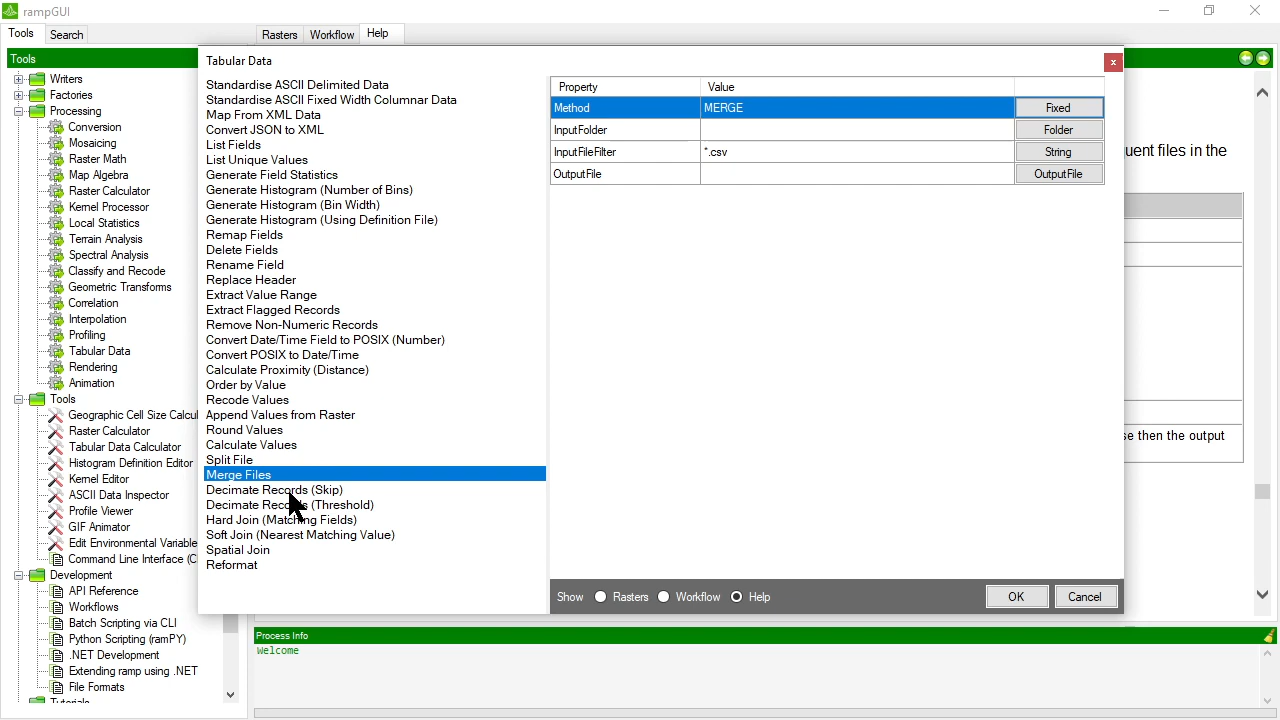 rampGUI
Tools
Search
Rasters
Workflow
Help
Tools
Writers
Factories
Processing
Conversion
Mosaicing
Raster Math
Map Algebra
Raster Calculator
Kernel Processor
Local Statistics
Terrain Analysis
Spectral Analysis
Classify and Recode
Geometric Transforms
Correlation
Interpolation
Profiling
Tabular Data
Rendering
Animation
Tools
Geographic Cell Size Calcul
Raster Calculator
Tabular Data Calculator
Histogram Definition Editor
Kernel Editor
ASCII Data Inspector
Profile Viewer
GIF Animator
Edit Environmental Variable
Command Line Interface (C
Development
API Reference
Workflows
Batch Scripting via CLI
Python Scripting (ramPY)
.NET Development
Extending ramp using .NET
File Formats
Tutorials
Tabular Data
x
Standardise ASCII Delimited Data
Standardise ASCII Fixed Width Columnar Data
Map From XML Data
Convert JSON to XML
List Fields
List Unique Values
Generate Field Statistics
Generate Histogram (Number of Bins)
Generate Histogram (Bin Width)
Generate Histogram (Using Definition File)
Remap Fields
Delete Fields
Rename Field
Replace Header
Extract Value Range
Extract Flagged Records
Remove Non-Numeric Records
Convert Date/Time Field to POSIX (Number)
Convert POSIX to Date/Time
Calculate Proximity (Distance)
Order by Value
Recode Values
Append Values from Raster
Round Values
Calculate Values
Split File
Merge Files
Decimate Records (Skip)
Decimate Records (Threshold)
Hard Join (Matching Fields)
Soft Join (Nearest Matching Value)
Spatial Join
Reformat
Property Value
Method MERGE Fixed
InputFolder Folder
InputFileFilter *.csv String
OutputFile OutputFile
Show Rasters Workflow Help OK Cancel
uent files in the
se then the output
Process Info
Welcome